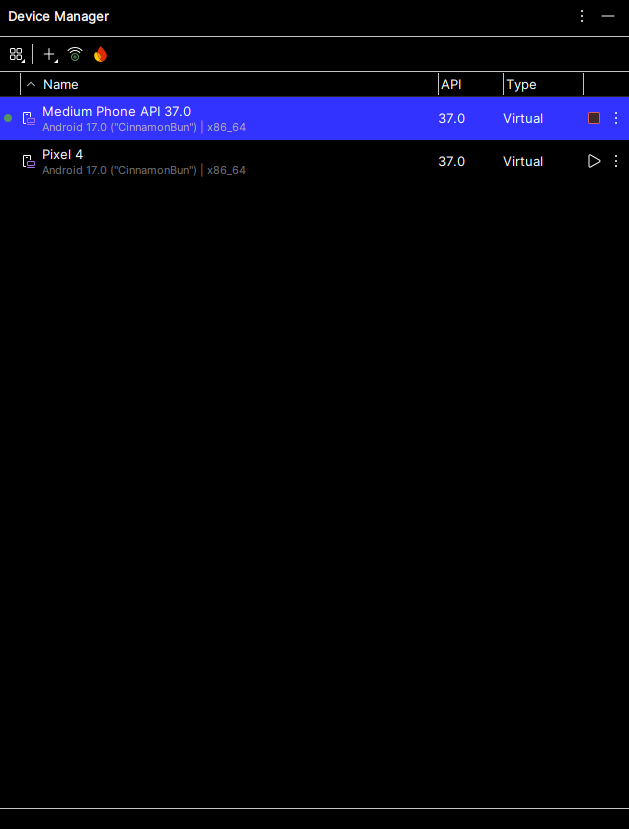 Device Manager
Name API Type
Medium Phone API 37.0 37.0 Virtual
Android 17.0 ("CinnamonBun") | x86_64
Pixel 4 37.0 Virtual
Android 17.0 ("CinnamonBun") | x86_64